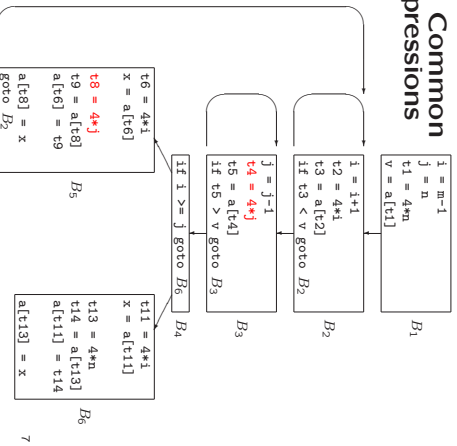 Common
pressions
i = m-1
j = n
t1 = 4*n
v = a[t1]
B1
i = i+1
t2 = 4*i
t3 = a[t2]
if t3 < v goto B2
B2
j = j-1
t4 = 4*j
t5 = a[t4]
if t5 > v goto B3
B3
if i >= j goto B6
B4
t6 = 4*i
x = a[t6]
t8 = 4*j
t9 = a[t8]
a[t6] = t9
a[t8] = x
goto B2
B5
t11 = 4*i
x = a[t11]
t13 = 4*n
t14 = a[t13]
a[t11] = t14
a[t13] = x
B6
7